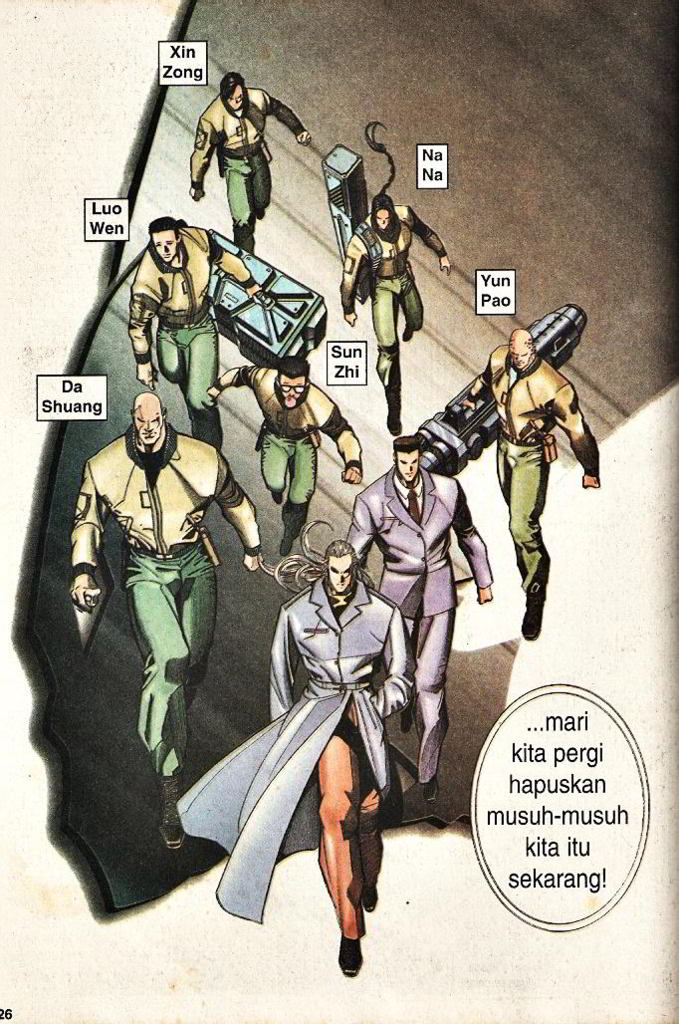 Xin
Zong
Na
Na
Luo
Wen
Yun
Pao
Sun
Zhi
Da
Shuang
...mari
kita pergi
hapuskan
musuh-musuh
kita itu
sekarang!
26